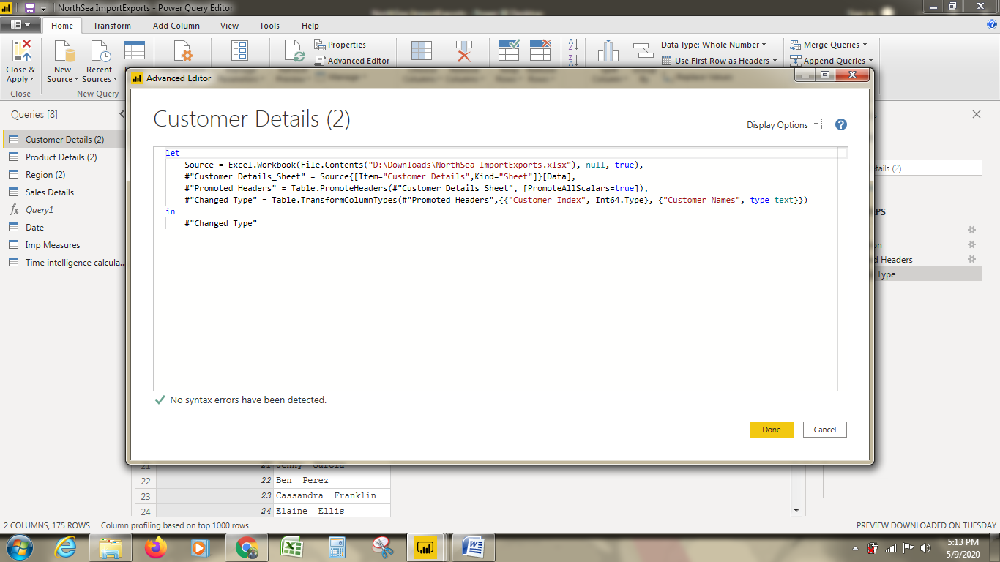 NorthSea ImportExports - Power Query Editor
Home Transform Add Column View Tools Help
Close & Apply
Close
New Source
Recent Sources
New Query
Properties
Advanced Editor
Data Type: Whole Number
Use First Row as Headers
Replace Values
Merge Queries
Append Queries
Queries [8]
Customer Details (2)
Product Details (2)
Region (2)
Sales Details
fx Query1
Date
Imp Measures
Time intelligence calcula...
Advanced Editor
Customer Details (2)
Display Options
?
let
Source = Excel.Workbook(File.Contents("D:\Downloads\NorthSea ImportExports.xlsx"), null, true),
#"Customer Details_Sheet" = Source{[Item="Customer Details",Kind="Sheet"]}[Data],
#"Promoted Headers" = Table.PromoteHeaders(#"Customer Details_Sheet", [PromoteAllScalars=true]),
#"Changed Type" = Table.TransformColumnTypes(#"Promoted Headers",{{"Customer Index", Int64.Type}, {"Customer Names", type text}})
in
#"Changed Type"
No syntax errors have been detected.
Done Cancel
etails (2)
PS
on
d Headers
Type
21 21 Jenny Garcia
22 22 Ben Perez
23 23 Cassandra Franklin
24 24 Elaine Ellis
2 COLUMNS, 175 ROWS Column profiling based on top 1000 rows
PREVIEW DOWNLOADED ON TUESDAY
5:13 PM
5/9/2020